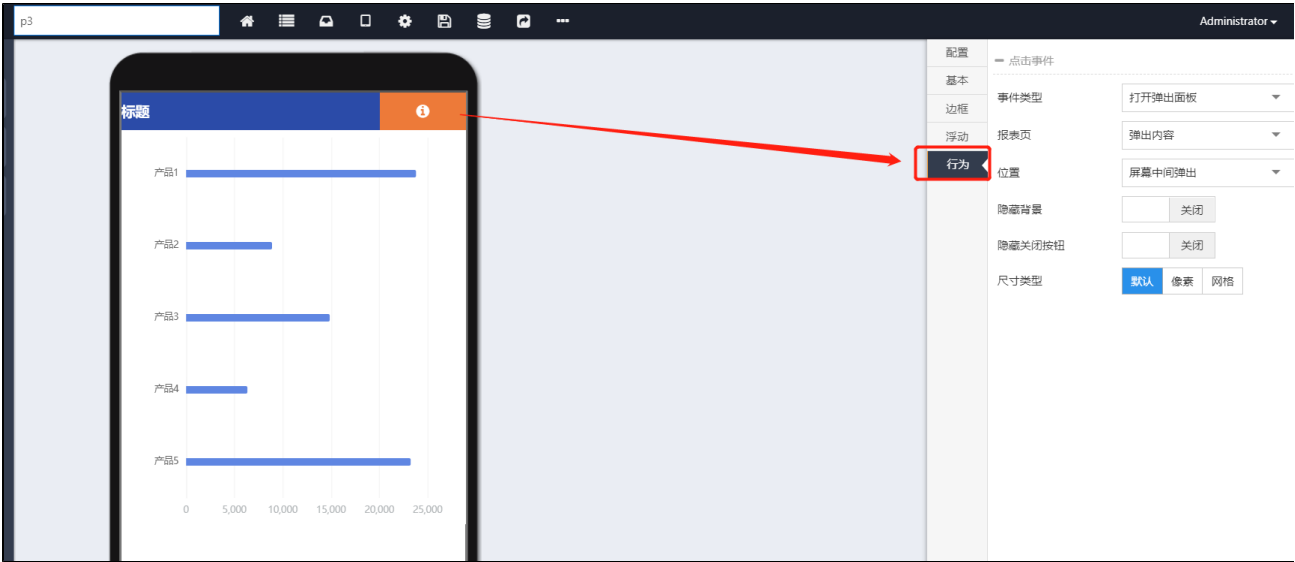 p3
Administrator
标题
产品1
产品2
产品3
产品4
产品5
0 5,000 10,000 15,000 20,000 25,000
配置
基本
边框
浮动
行为
点击事件
事件类型 打开弹出面板
报表页 弹出内容
位置 屏幕中间弹出
隐藏背景 关闭
隐藏关闭按钮 关闭
尺寸类型 默认 像素 网格